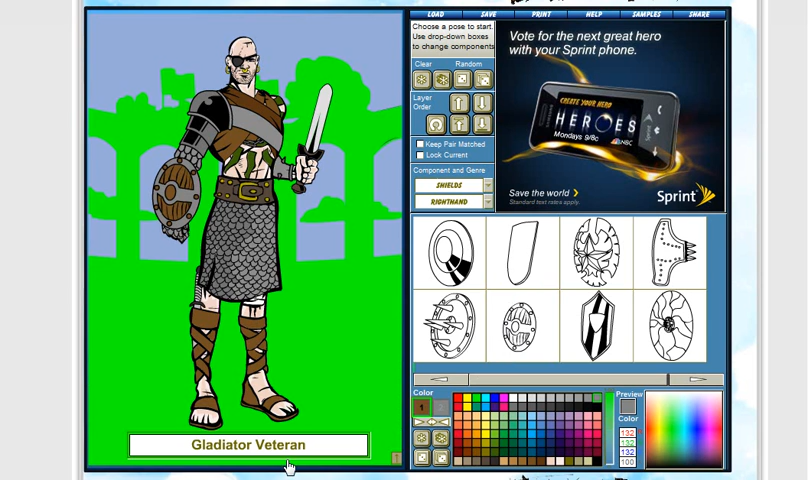 LOAD SAVE PRINT HELP SAMPLES SHARE
Choose a pose to start.
Use drop-down boxes
to change components
Clear Random
Layer
Order
Keep Pair Matched
Lock Current
Component and Genre
SHIELDS
RIGHTHAND
Vote for the next great hero
with your Sprint phone.
CREATE YOUR HERO
HEROES
Mondays 9/8c
NBC
Sprint
Save the world >
Standard text rates apply.
Sprint
Color
1
Preview
Color
132
132
132
100
Gladiator Veteran